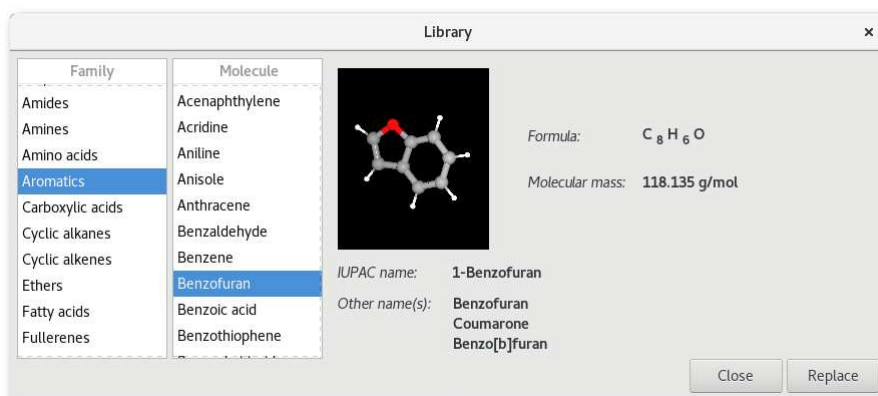 Library
×
Family
Amides
Amines
Amino acids
Aromatics
Carboxylic acids
Cyclic alkanes
Cyclic alkenes
Ethers
Fatty acids
Fullerenes
Molecule
Acenaphthylene
Acridine
Aniline
Anisole
Anthracene
Benzaldehyde
Benzene
Benzofuran
Benzoic acid
Benzothiophene
Formula: C 8 H 6 O
Molecular mass: 118.135 g/mol
IUPAC name: 1-Benzofuran
Other name(s): Benzofuran
Coumarone
Benzo[b]furan
Close Replace